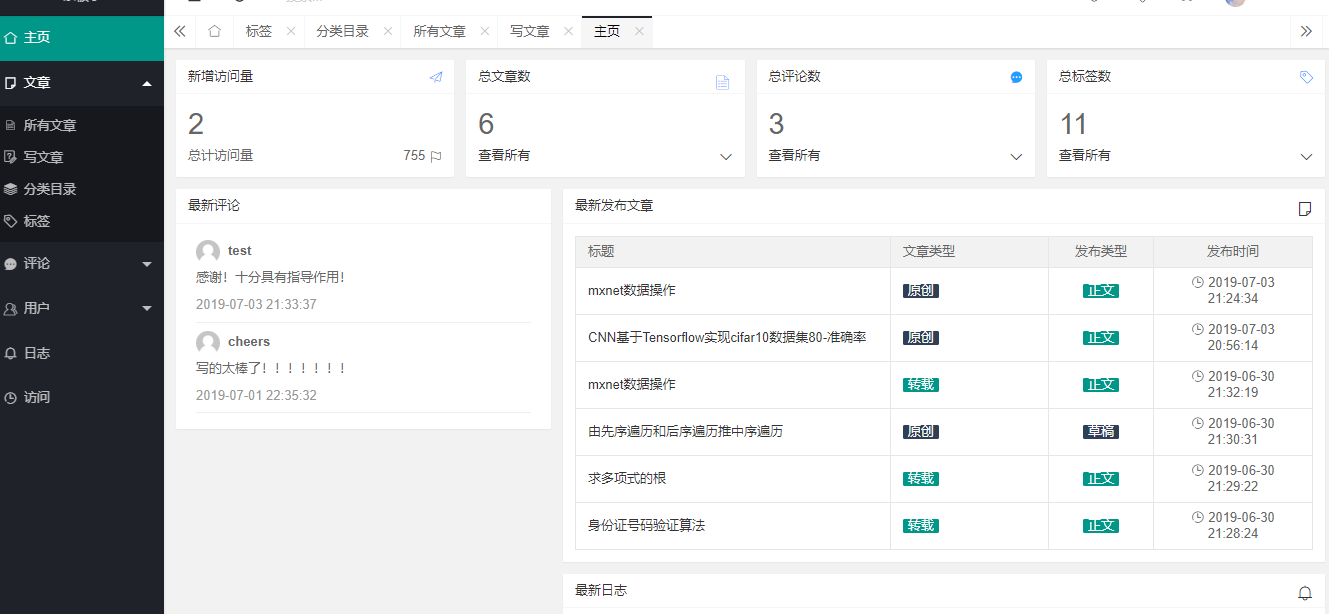 主页
文章
所有文章
写文章
分类目录
标签
评论
用户
日志
访问
标签
分类目录
所有文章
写文章
主页
新增访问量
2
总计访问量
755
总文章数
6
查看所有
总评论数
3
查看所有
总标签数
11
查看所有
最新评论
test
感谢！十分具有指导作用！
2019-07-03 21:33:37
cheers
写的太棒了！！！！！！！
2019-07-01 22:35:32
最新发布文章
标题 文章类型 发布类型 发布时间
mxnet数据操作 原创 正文 2019-07-03
21:24:34
CNN基于Tensorflow实现cifar10数据集80-准确率 原创 正文 2019-07-03
20:56:14
mxnet数据操作 转载 正文 2019-06-30
21:32:19
由先序遍历和后序遍历推中序遍历 原创 草稿 2019-06-30
21:30:31
求多项式的根 转载 正文 2019-06-30
21:29:22
身份证号码验证算法 转载 正文 2019-06-30
21:28:24
最新日志